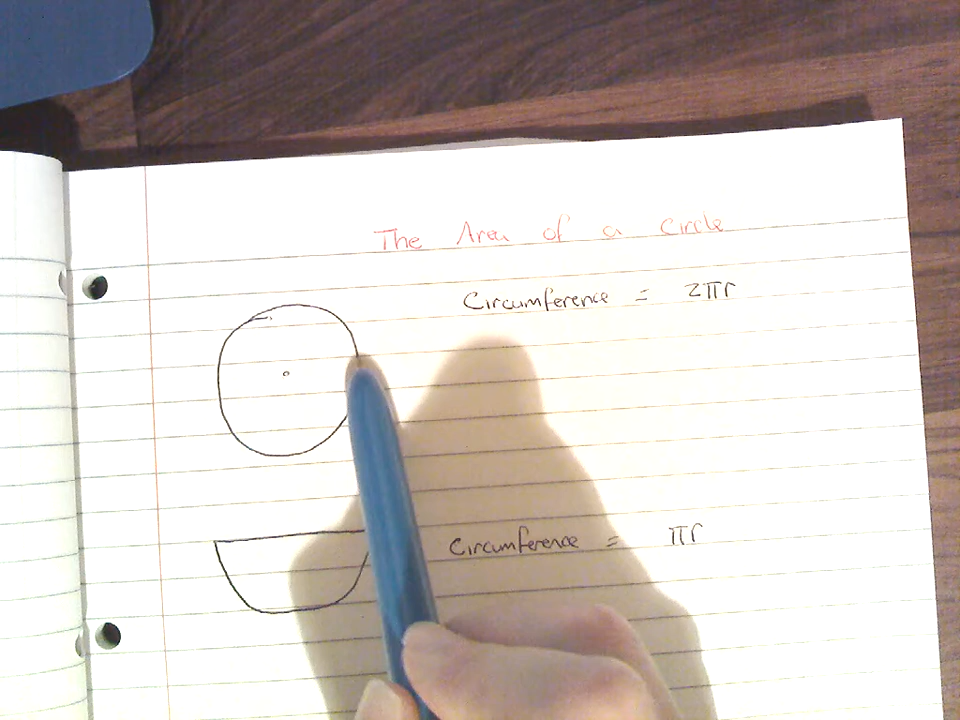 The Area of a Circle
Circumference = 2πr
Circumference = πr